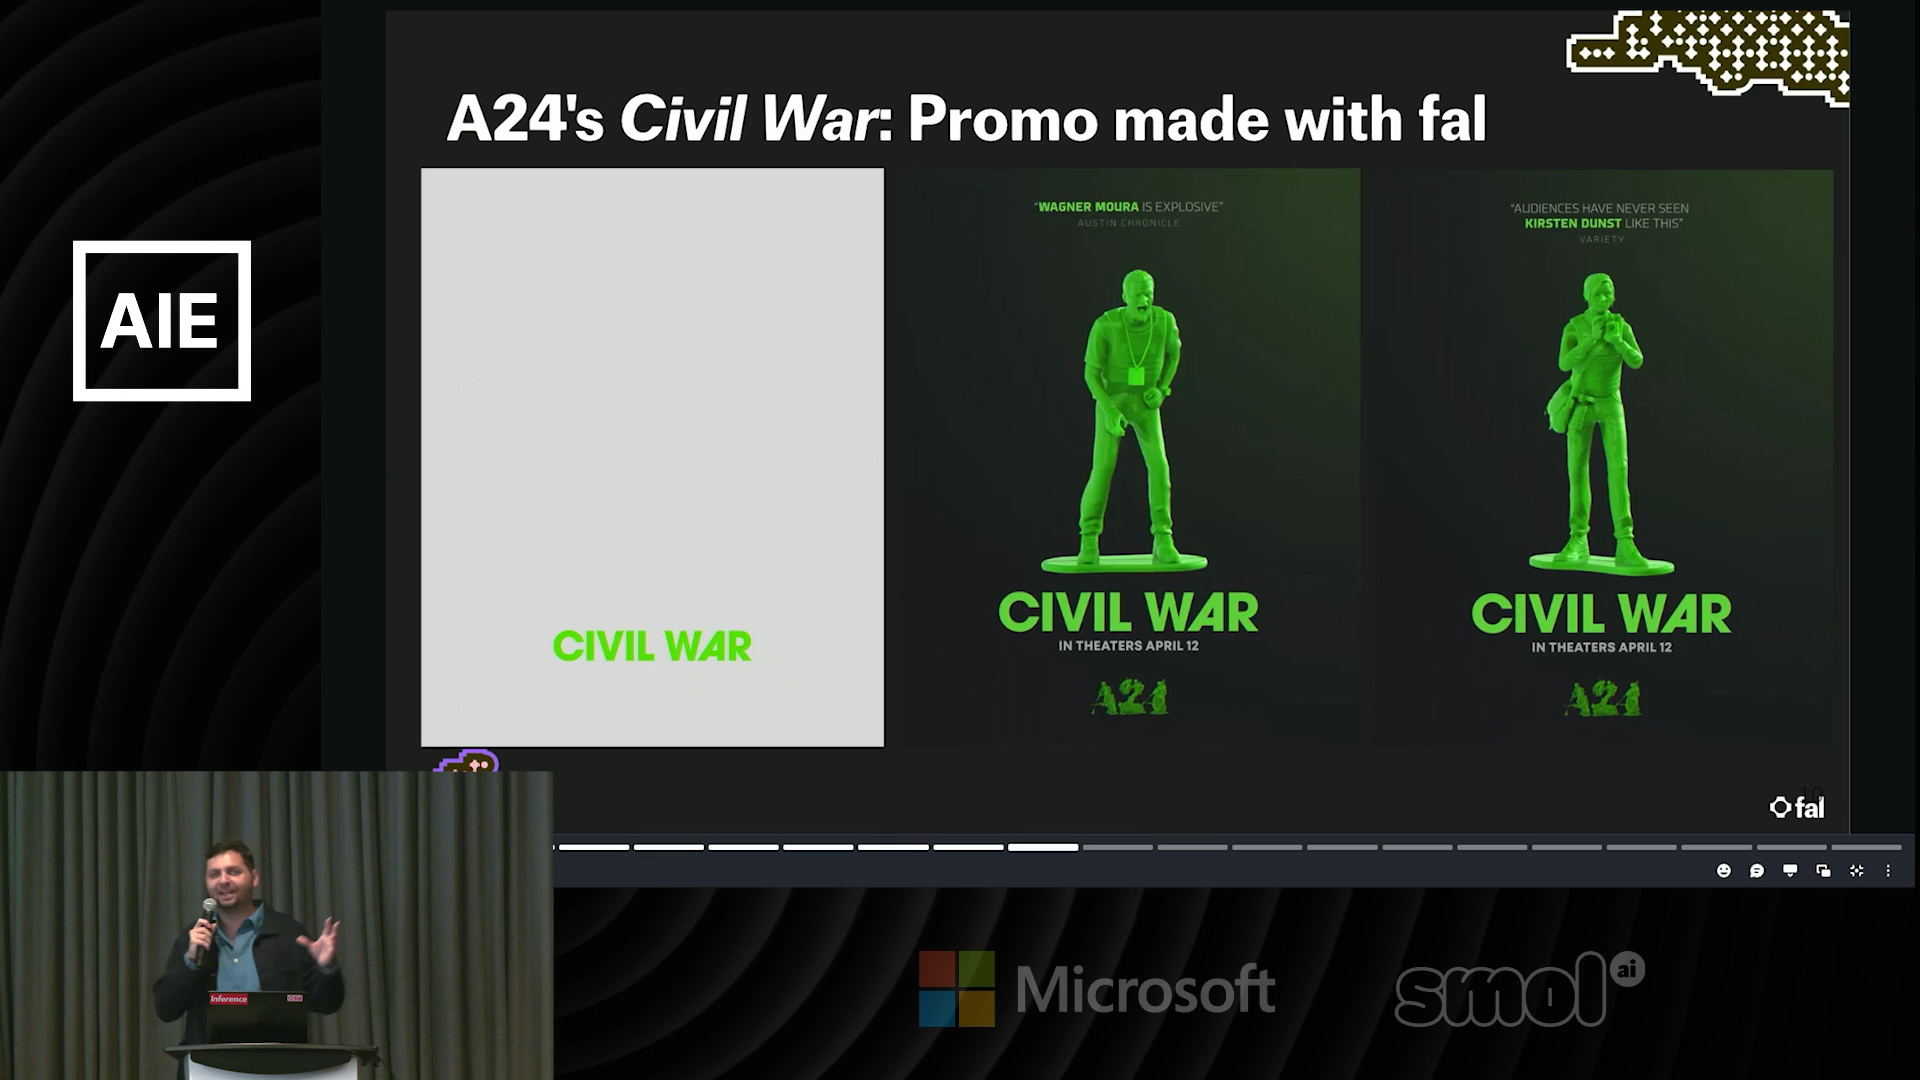 A24's Civil War: Promo made with fal
AIE
CIVIL WAR
"WAGNER MOURA IS EXPLOSIVE"
AUSTIN CHRONICLE
CIVIL WAR
IN THEATERS APRIL 12
A24
"AUDIENCES HAVE NEVER SEEN
KIRSTEN DUNST LIKE THIS"
VARIETY
CIVIL WAR
IN THEATERS APRIL 12
A24
fal
Inference
fal
Microsoft
smol ai